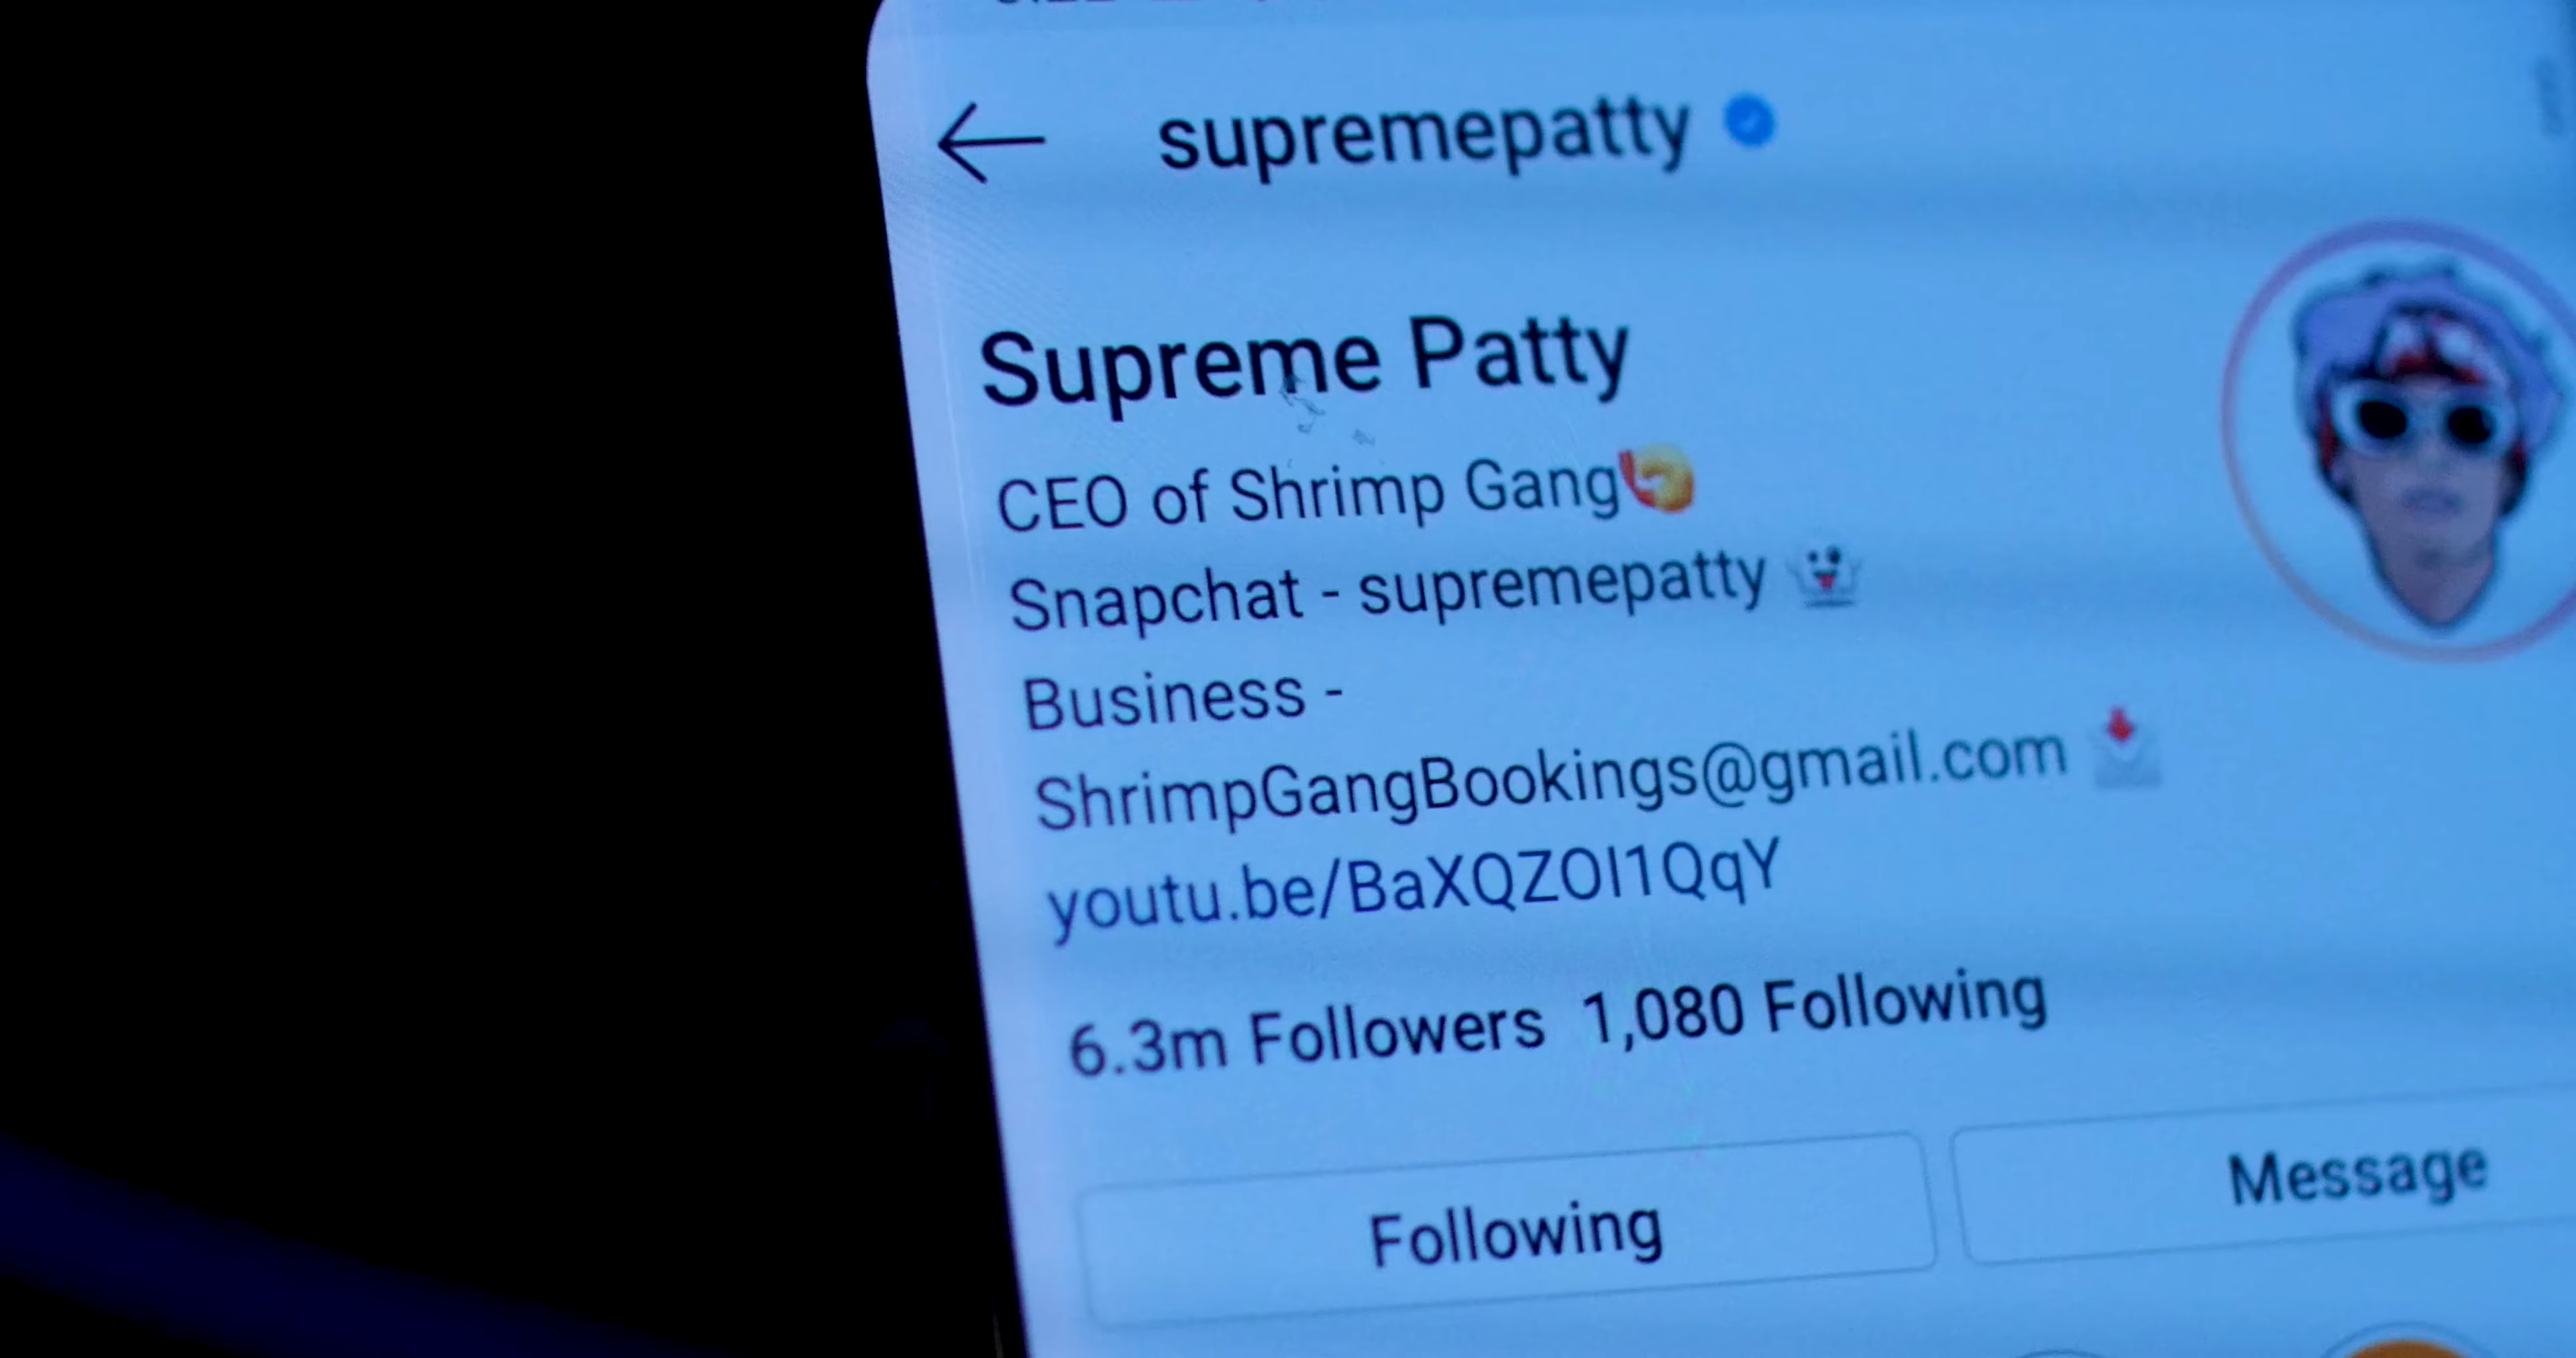 supremepatty
Supreme Patty
CEO of Shrimp Gang🍤
Snapchat - supremepatty 👻
Business -
ShrimpGangBookings@gmail.com 📩
youtu.be/BaXQZOI1QqY
6.3m Followers 1,080 Following
Following
Message